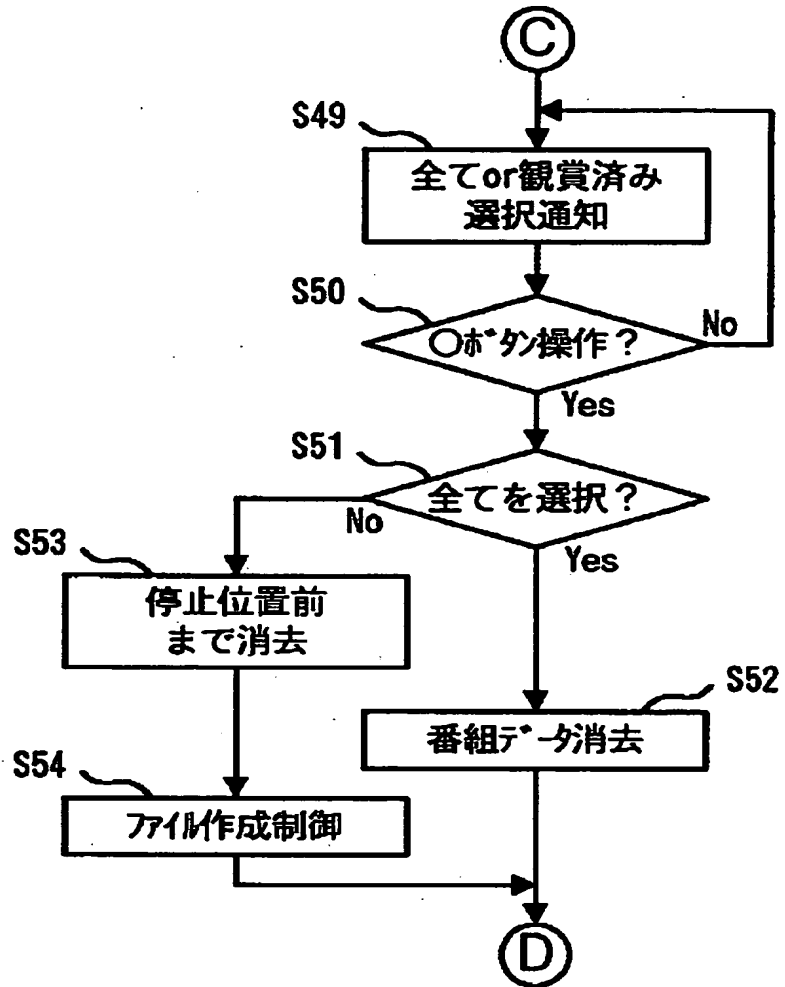 C
S49
全てor観賞済み
選択通知
S50
○ボタン操作?
No
Yes
S51
全てを選択?
No
Yes
S53
停止位置前
まで消去
S52
番組データ消去
S54
ファイル作成制御
D